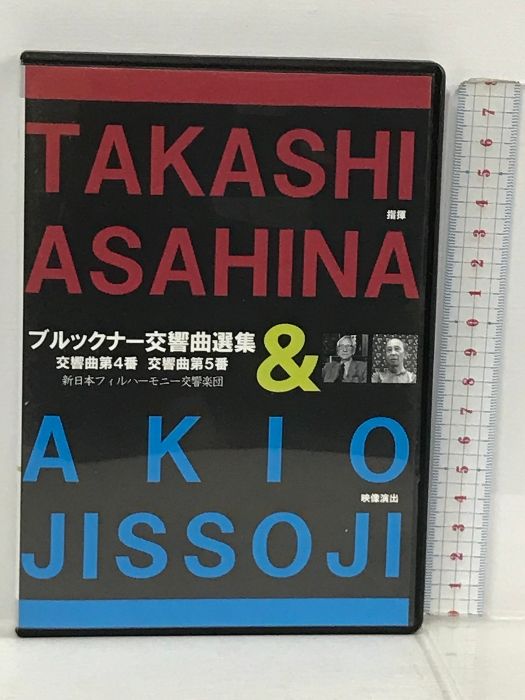 TAKASHI
指揮
ASAHINA
ブルックナー交響曲選集
交響曲第4番 交響曲第5番
新日本フィルハーモニー交響楽団
&
AKIO
映像演出
JISSOJI